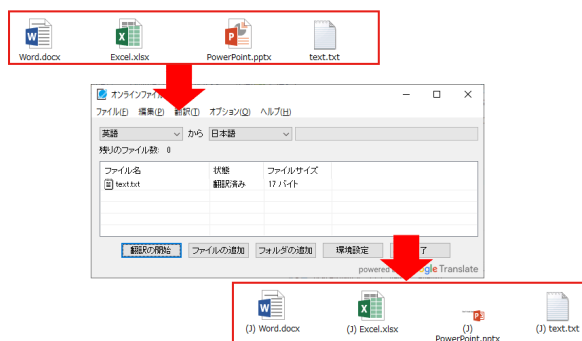 Word.docx
Excel.xlsx
PowerPoint.pptx
text.txt
オンラインファイ
ファイル(F) 編集(P) 翻訳(T) オプション(O) ヘルプ(H)
英語 から 日本語
残りのファイル数: 0
ファイル名 状態 ファイルサイズ
text.txt 翻訳済み 17 バイト
翻訳の開始 ファイルの追加 フォルダの追加 環境設定 了
powered gle Translate
(J) Word.docx
(J) Excel.xlsx
(J) PowerPoint.pptx
(J) text.txt